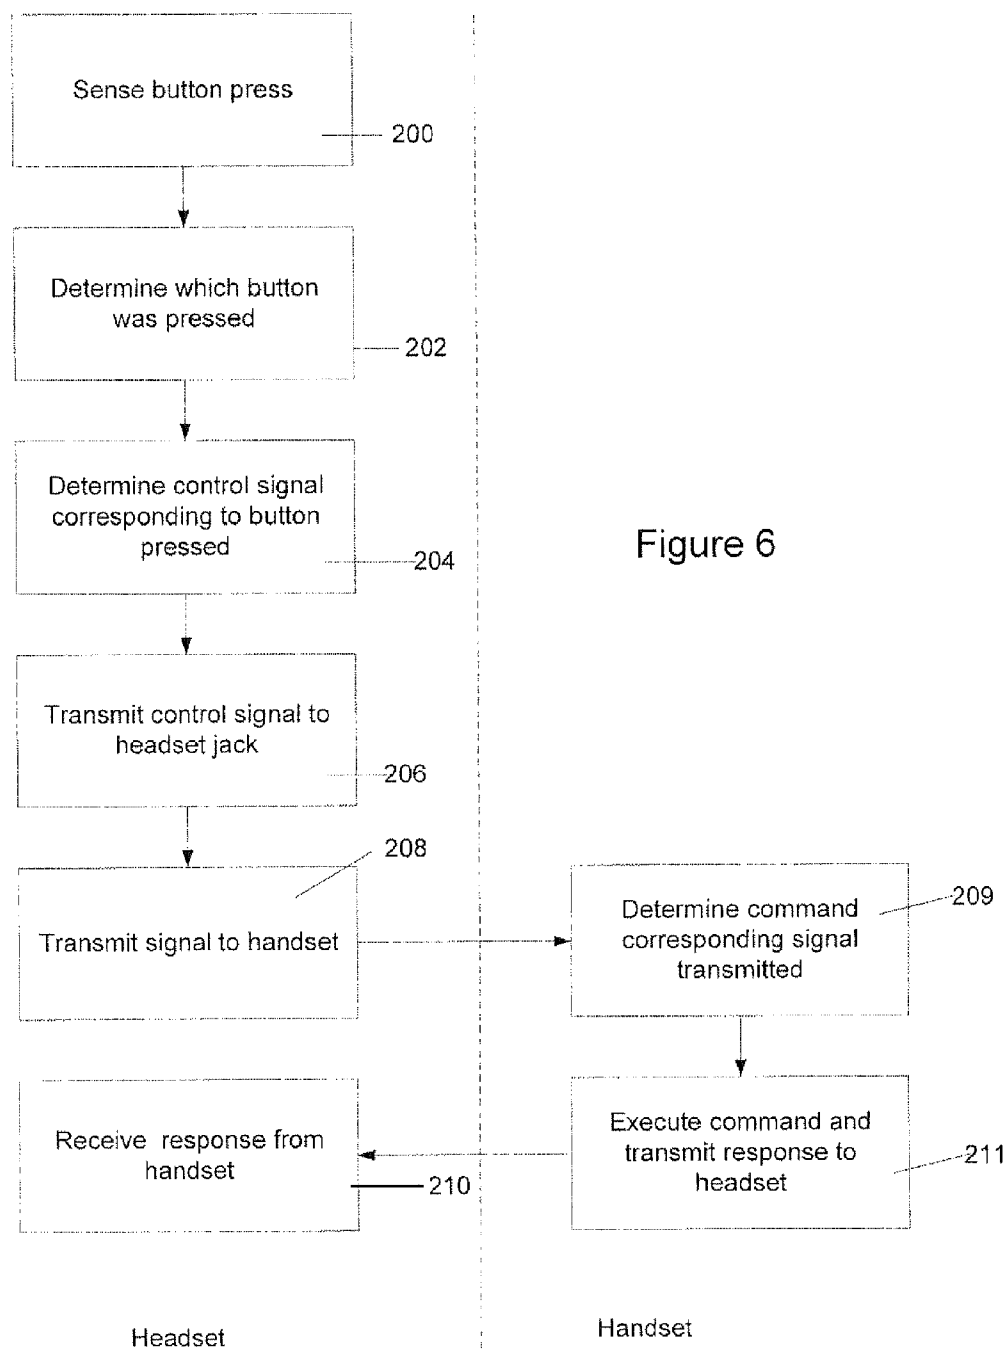 Sense button press
200
Determine which button
was pressed
202
Determine control signal
corresponding to button
pressed
204
Figure 6
Transmit control signal to
headset jack
206
208
Transmit signal to handset
Determine command
corresponding signal
transmitted
209
Receive response from
handset
210
Execute command and
transmit response to
headset
211
Headset
Handset